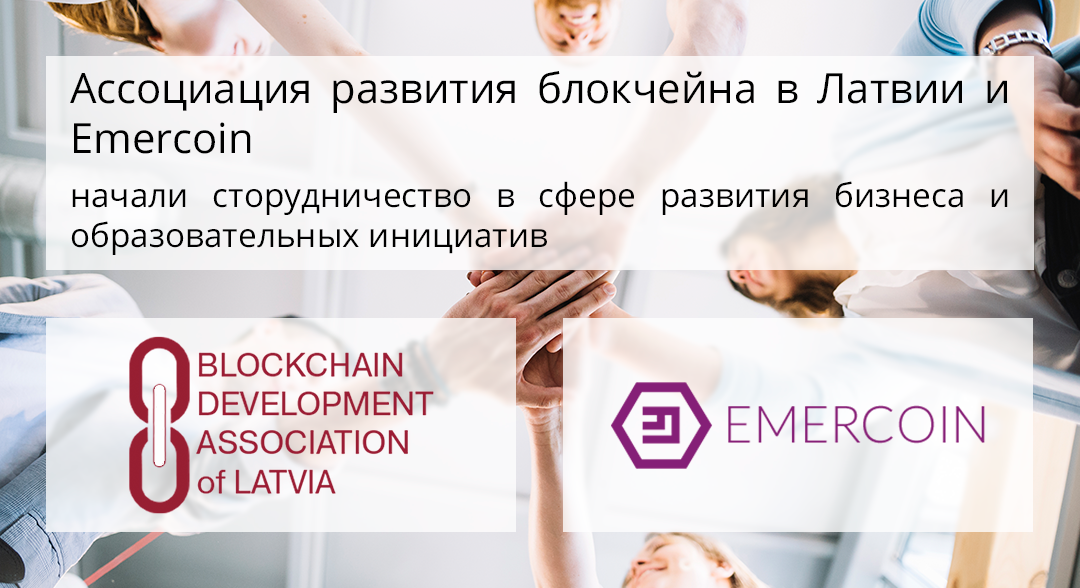 Ассоциация развития блокчейна в Латвии и
Emercoin
начали сторудничество в сфере развития бизнеса и
образовательных инициатив
BLOCKCHAIN
DEVELOPMENT
ASSOCIATION
of LATVIA
EMERCOIN